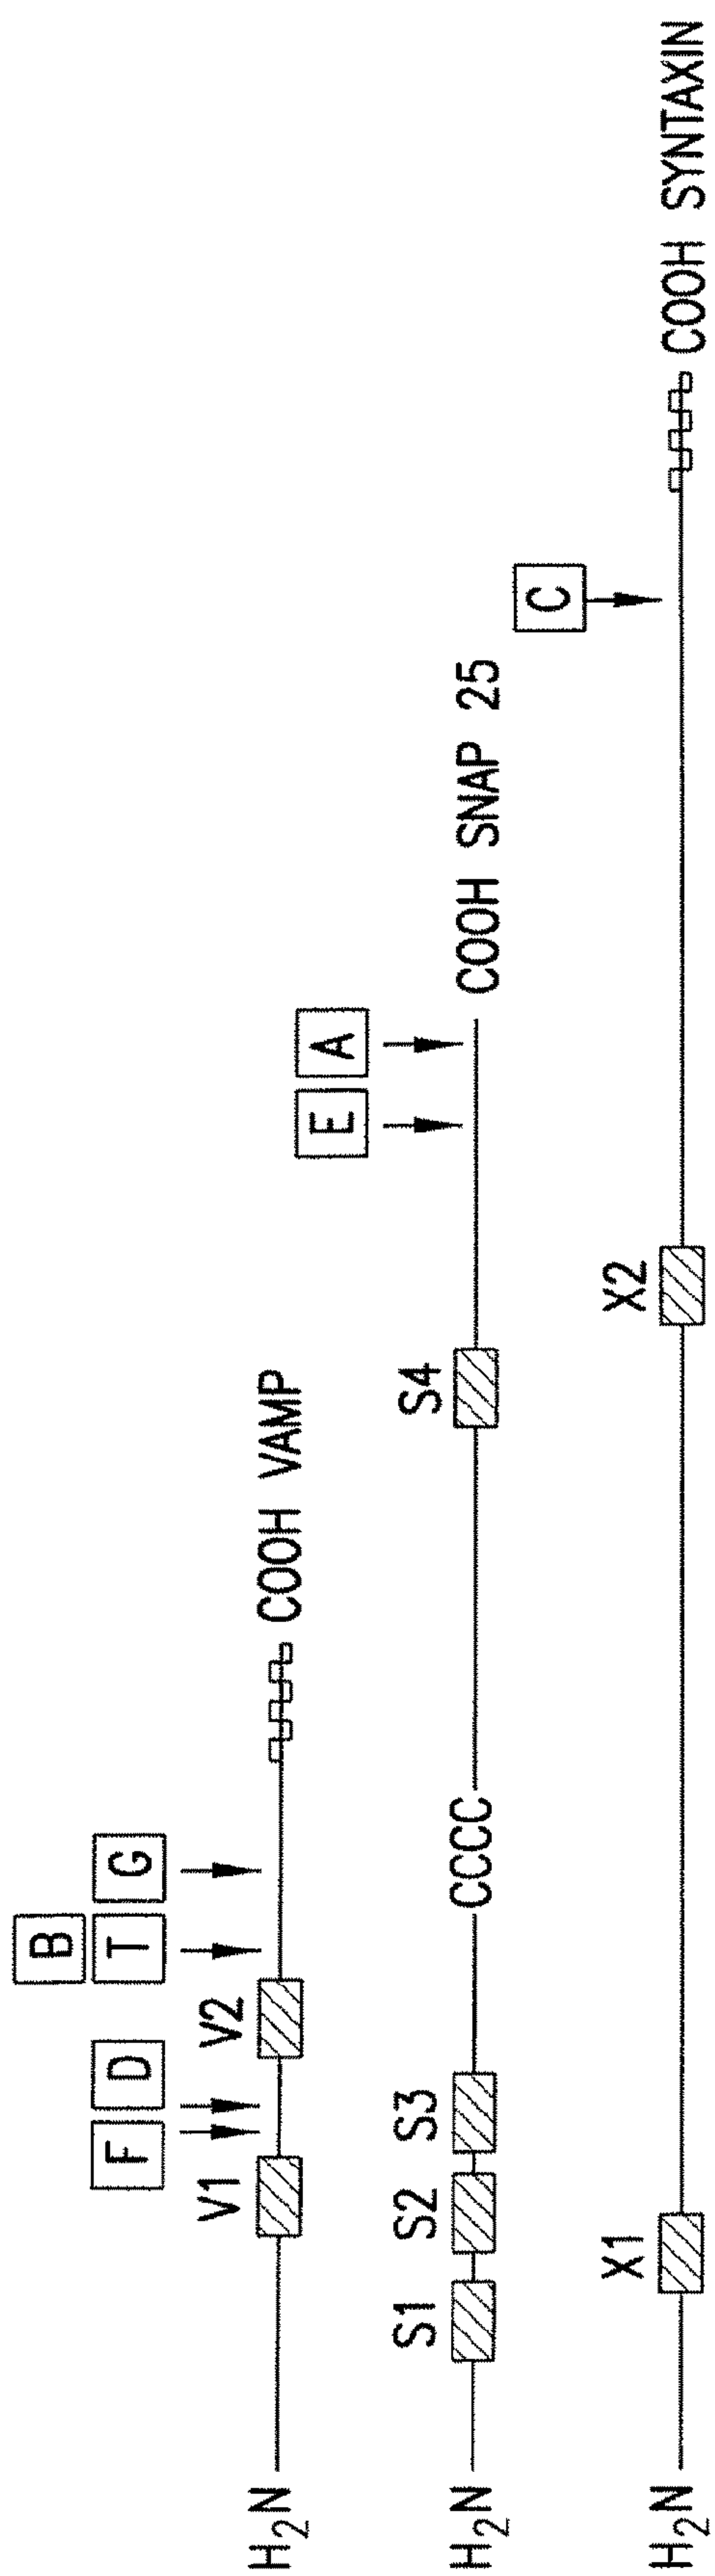 B
F D T G
V1 V2
H2N COOH VAMP
E A
S1 S2 S3 S4
H2N CCCC COOH SNAP 25
C
X1 X2
H2N COOH SYNTAXIN